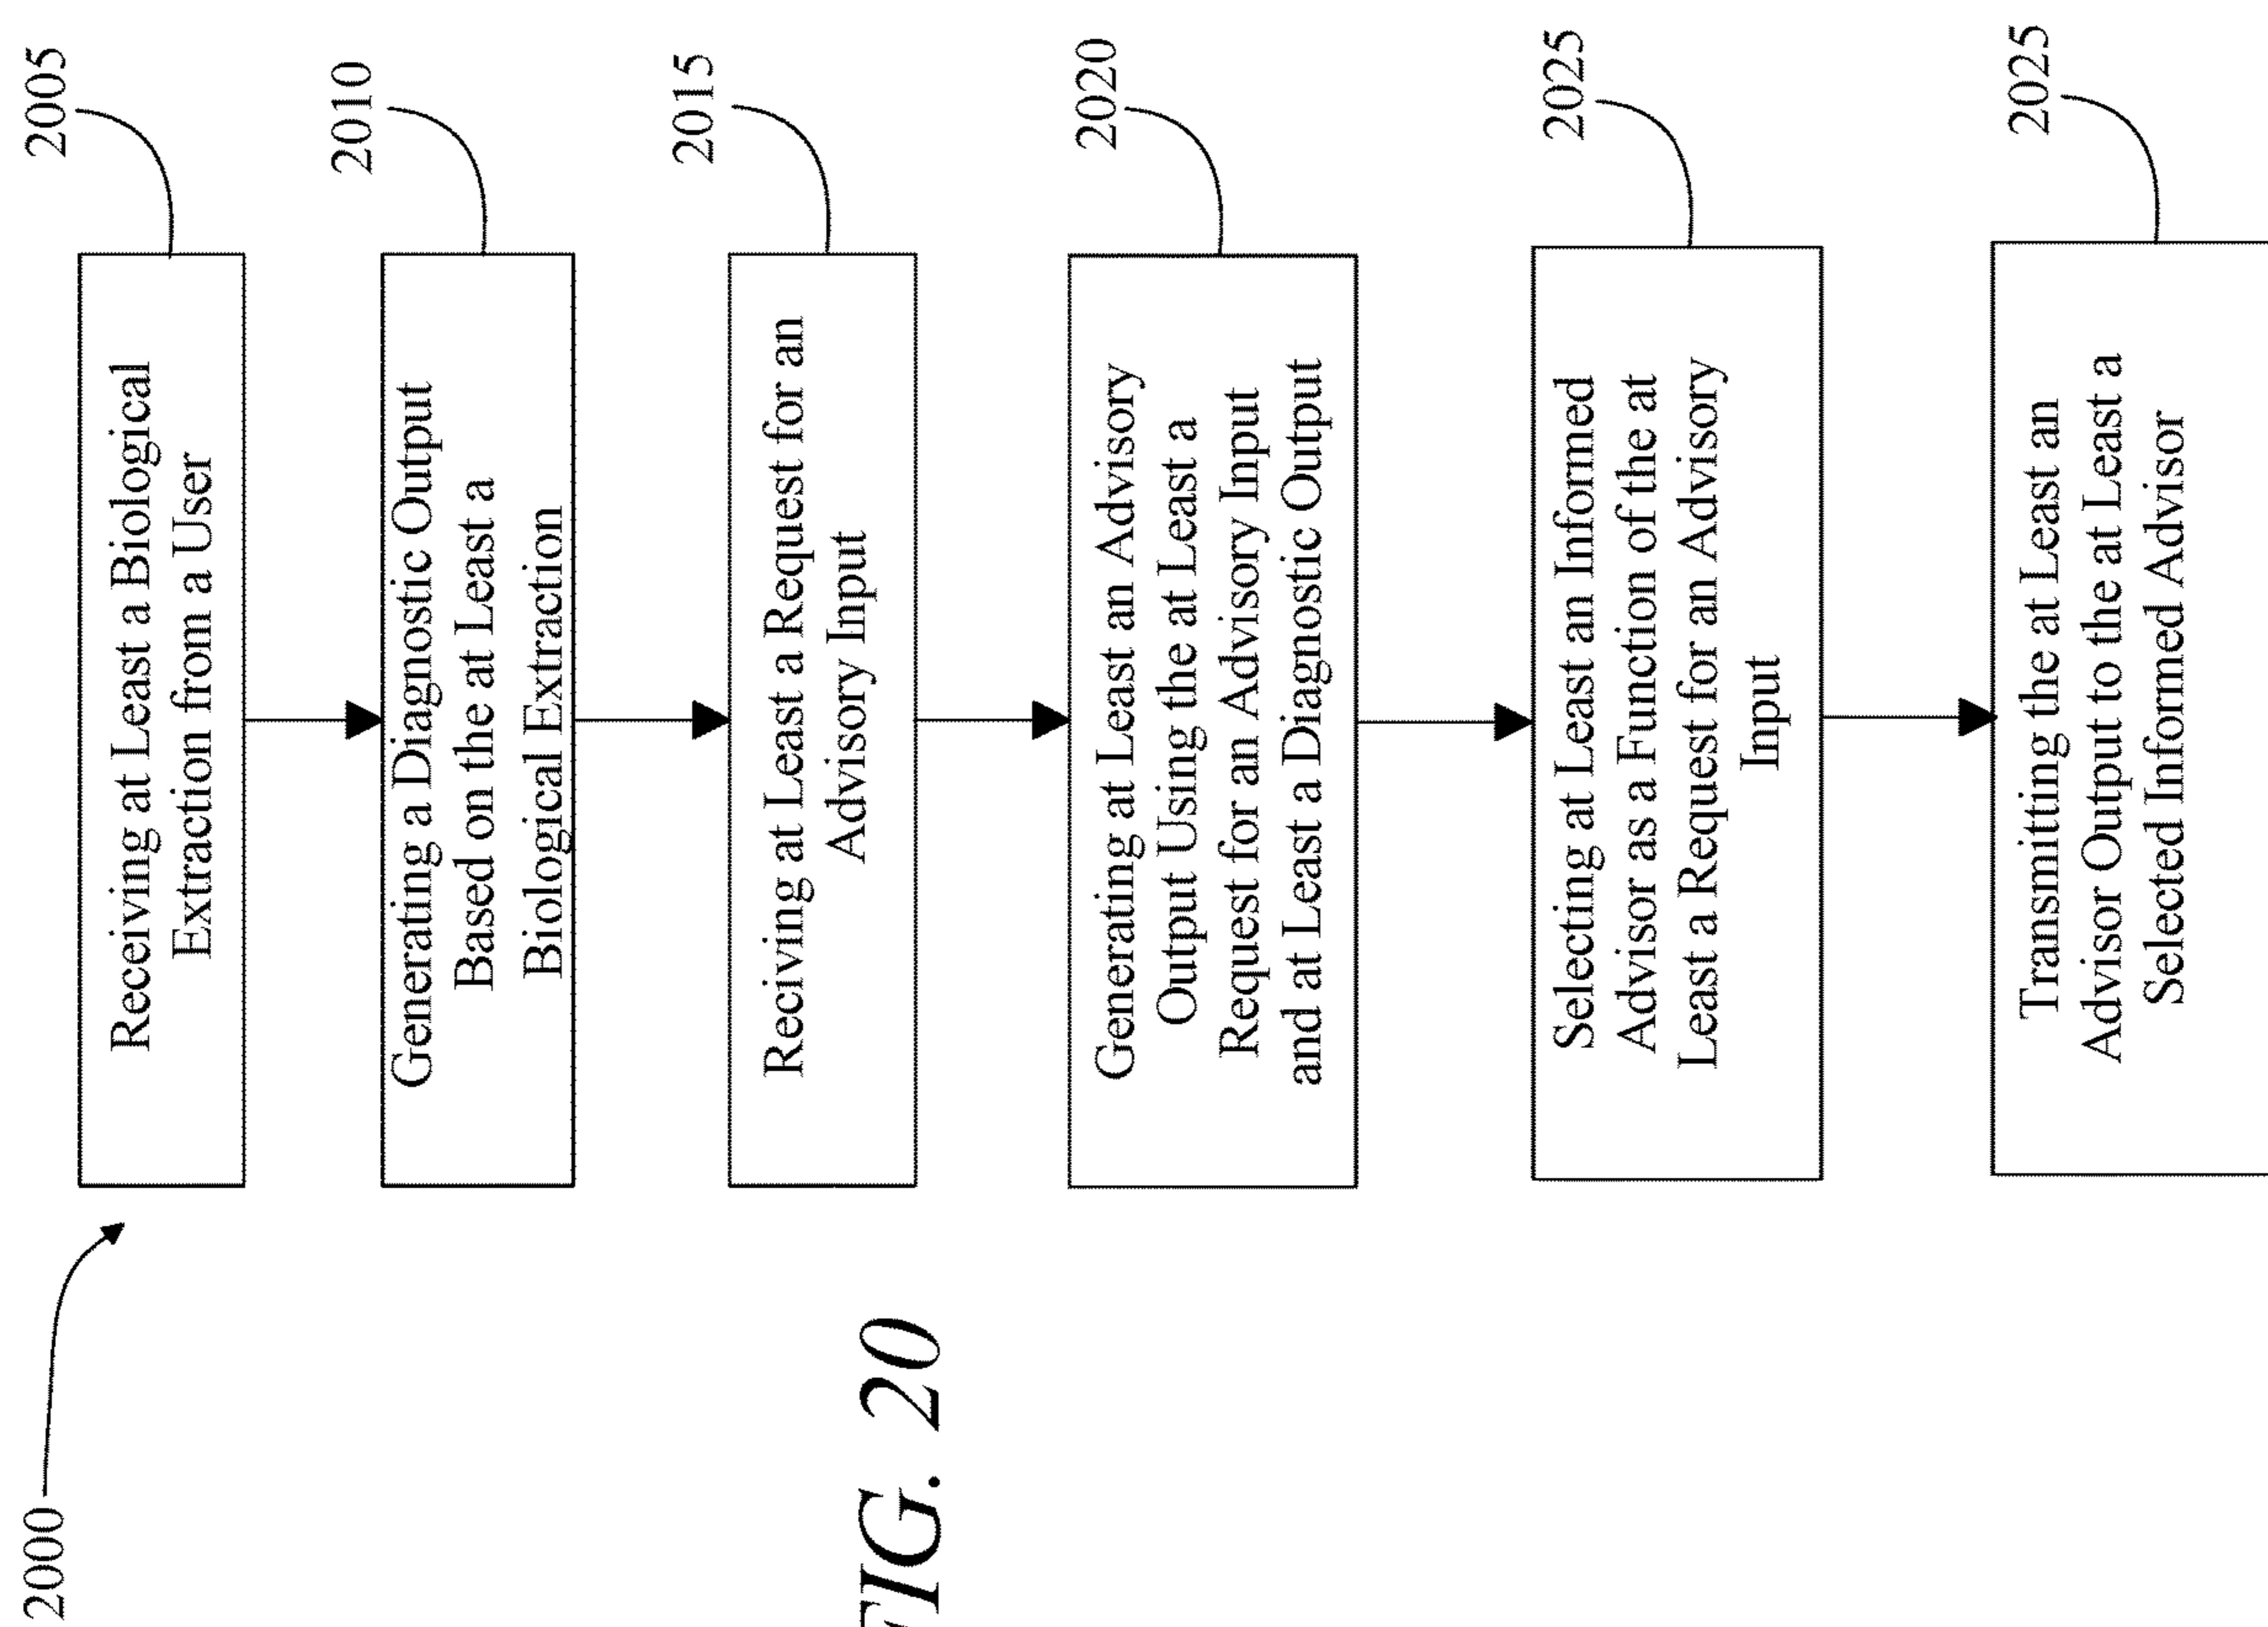 2000
2005
Receiving at Least a Biological
Extraction from a User
2010
Generating a Diagnostic Output
Based on the at Least a
Biological Extraction
2015
Reciving at Least a Request for an
Advisory Input
2020
Generating at Least an Advisory
Output Using the at Least a
Request for an Advisory Input
and at Least a Diagnostic Output
2025
Selecting at Least an Informed
Advisor as a Function of the at
Least a Request for an Advisory
Input
2025
Transmitting the at Least an
Advisor Output to the at Least a
Selected Informed Advisor
FIG. 20